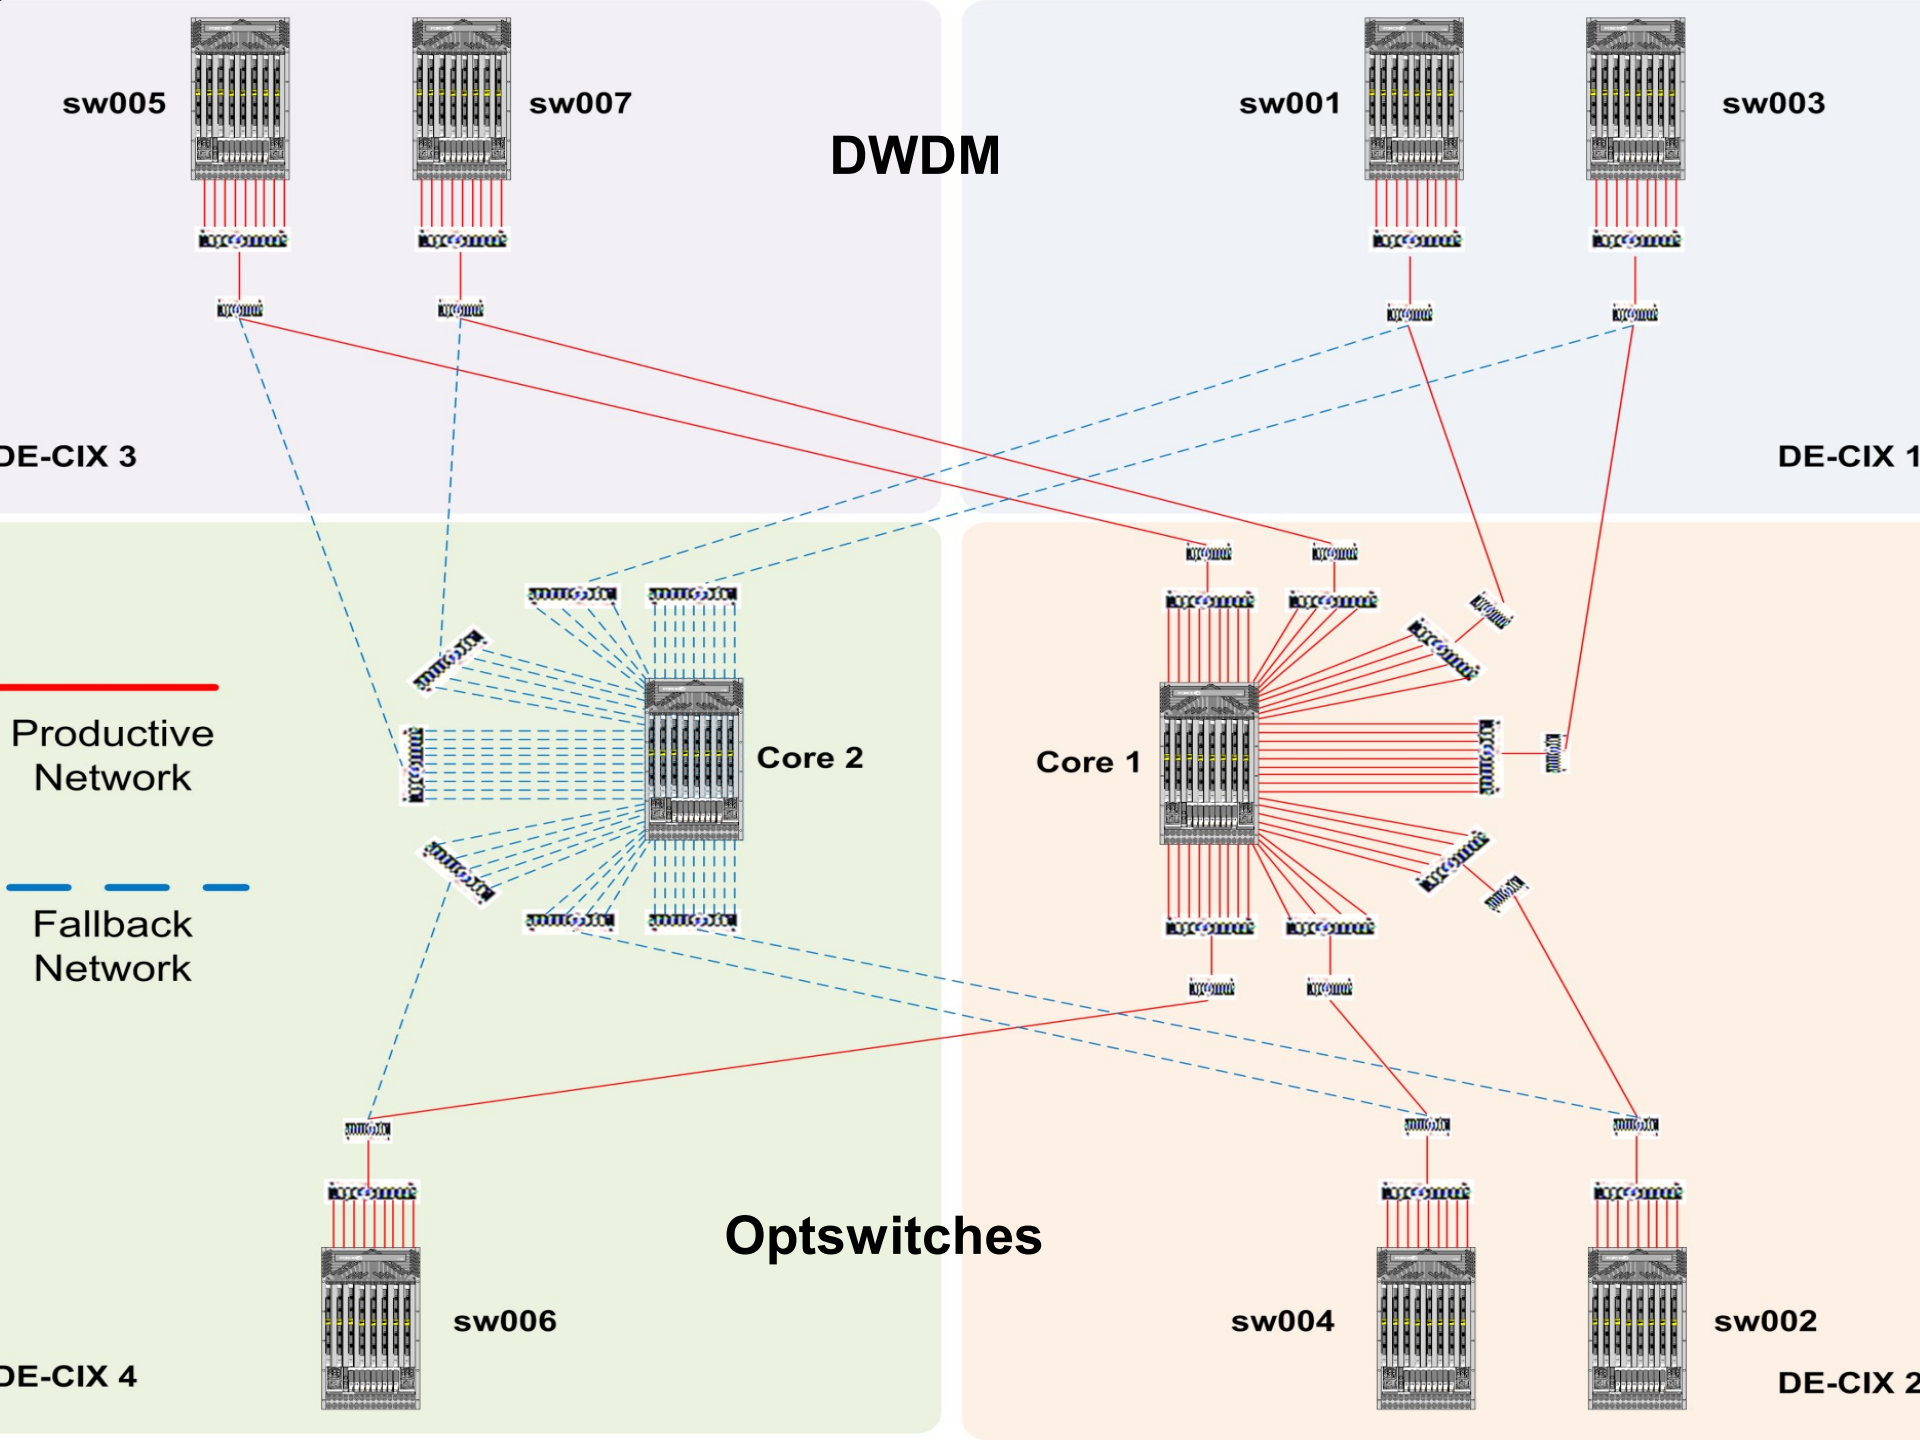 sw005
sw007
sw001
sw003
DWDM
DE-CIX 3
DE-CIX 1
Productive
Network
Core 2
Core 1
Fallback
Network
Optswitches
sw006
sw004
sw002
DE-CIX 4
DE-CIX 2